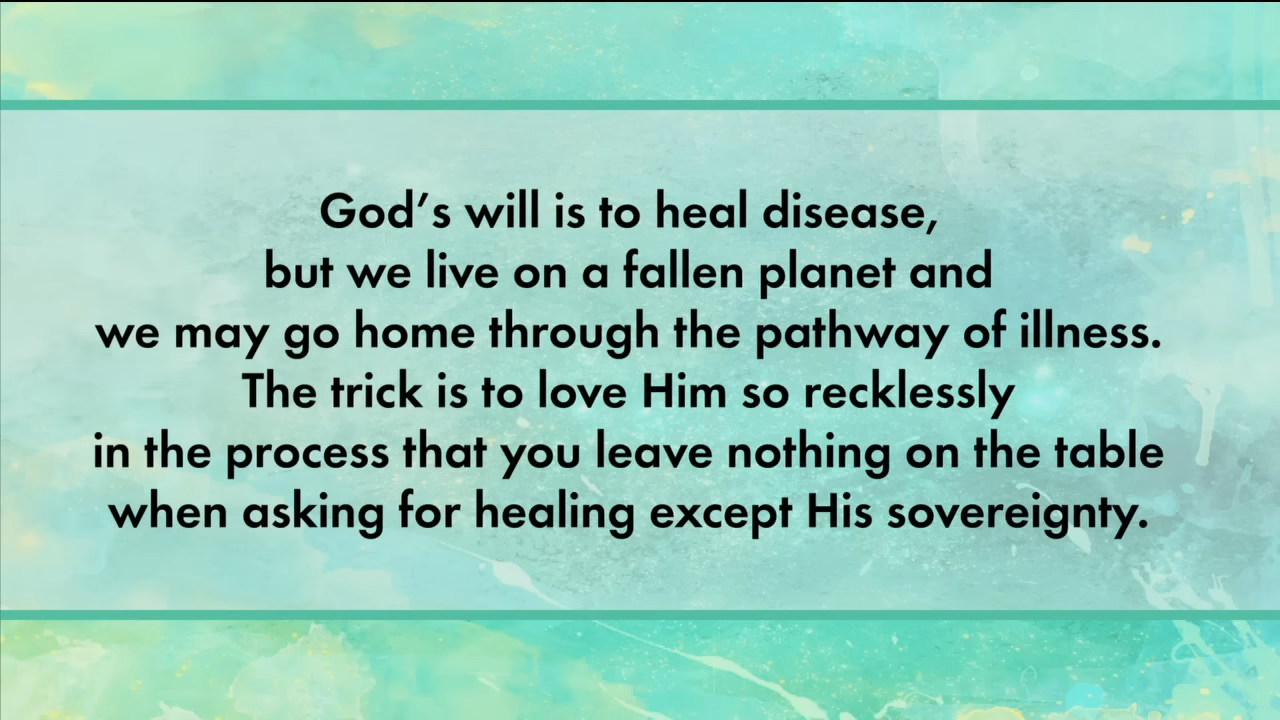 God’s will is to heal disease,
but we live on a fallen planet and
we may go home through the pathway of illness.
The trick is to love Him so recklessly
in the process that you leave nothing on the table
when asking for healing except His sovereignty.